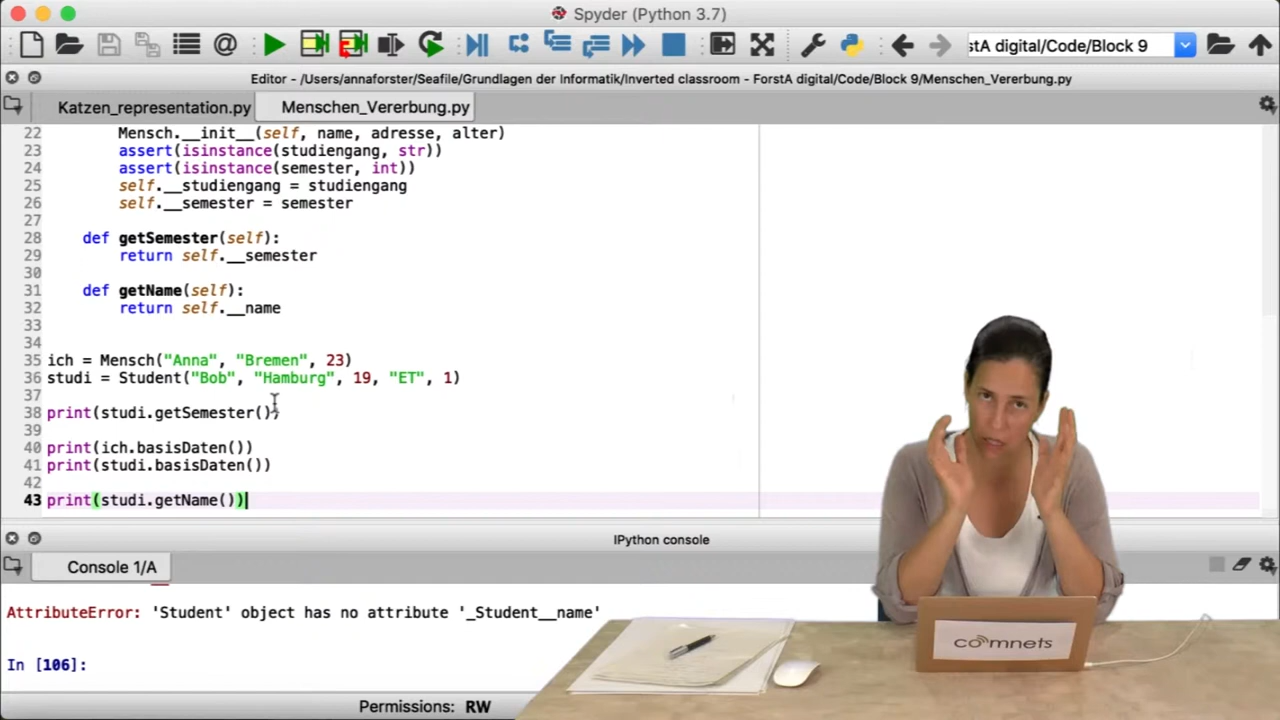 Spyder (Python 3.7)
stA digital/Code/Block 9
Editor - /Users/annaforster/Seafile/Grundlagen der Informatik/Inverted classroom - ForstA digital/Code/Block 9/Menschen_Vererbung.py
Katzen_representation.py
Menschen_Vererbung.py
22 Mensch.__init__(self, name, adresse, alter)
23 assert(isinstance(studiengang, str))
24 assert(isinstance(semester, int))
25 self.__studiengang = studiengang
26 self.__semester = semester
27
28 def getSemester(self):
29 return self.__semester
30
31 def getName(self):
32 return self.__name
33
34
35 ich = Mensch("Anna", "Bremen", 23)
36 studi = Student("Bob", "Hamburg", 19, "ET", 1)
37
38 print(studi.getSemester())
39
40 print(ich.basisDaten())
41 print(studi.basisDaten())
42
43 print(studi.getName())
IPython console
Console 1/A
AttributeError: 'Student' object has no attribute '_Student__name'
In [106]:
Permissions: RW
comnets